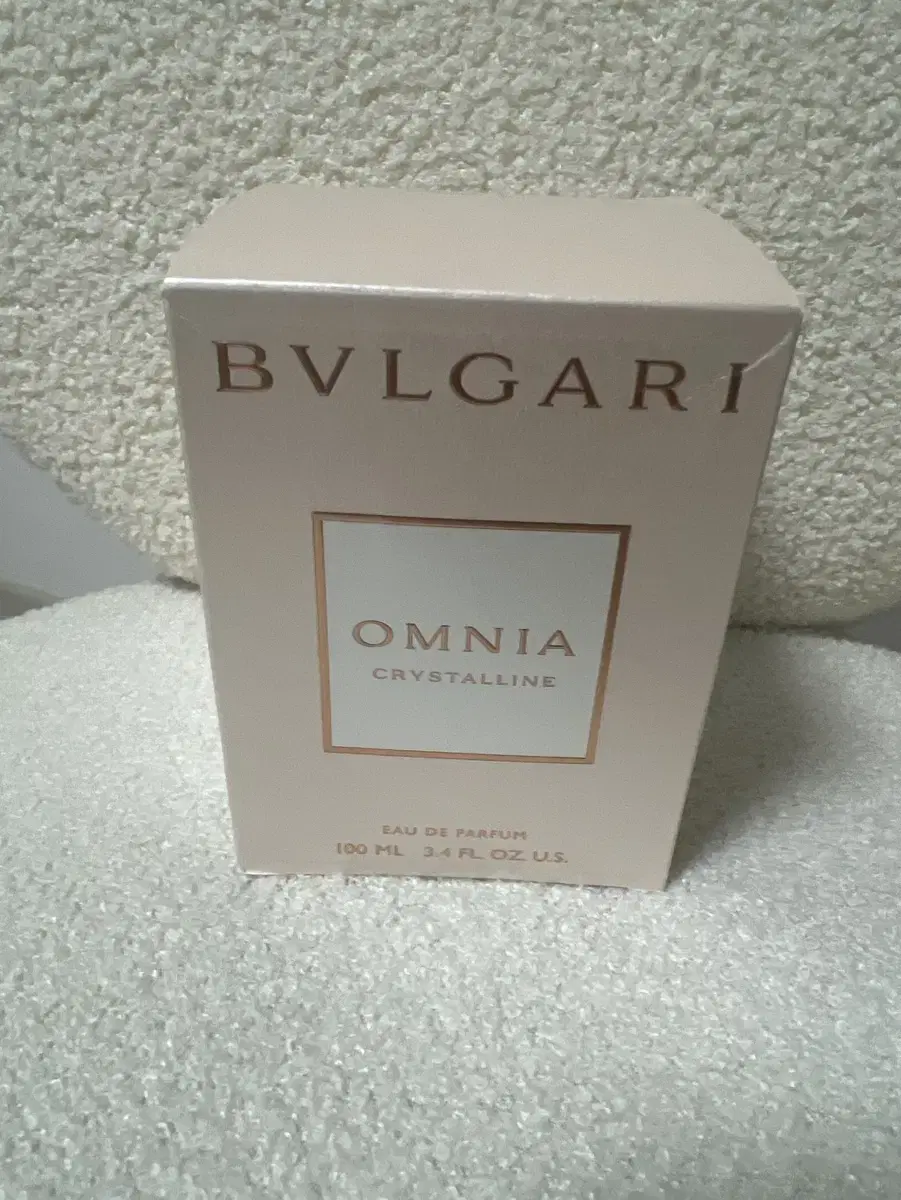 BVLGARI
OMNIA
CRYSTALLINE
EAU DE PARFUM
100 ML 3.4 FL. OZ. U.S.